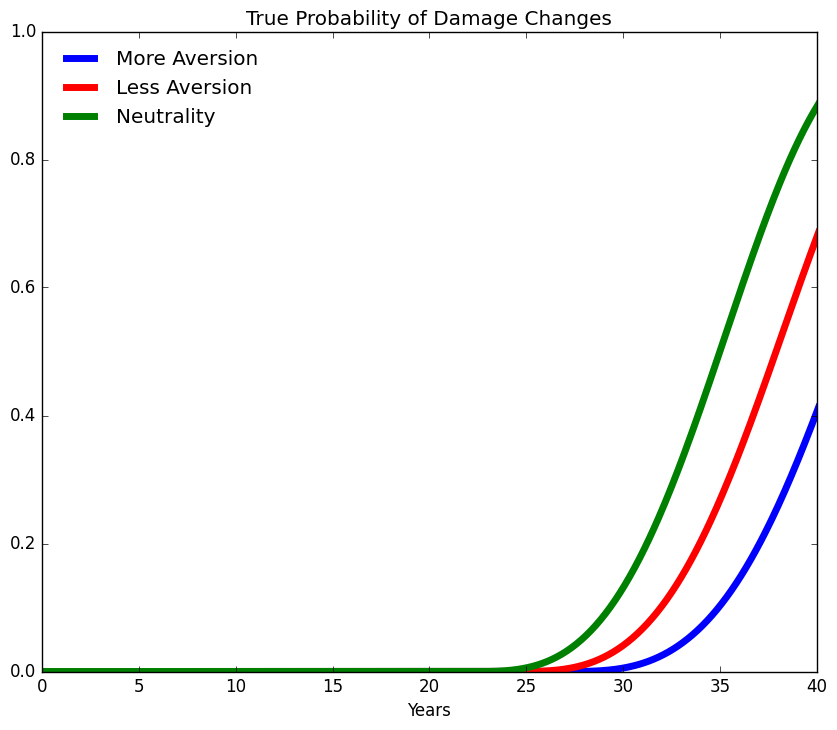 True Probability of Damage Changes
1.0
More Aversion
Less Aversion
Neutrality
0.8
0.6
0.4
0.2
0.0
0 5 10 15 20 25 30 35 40
Years